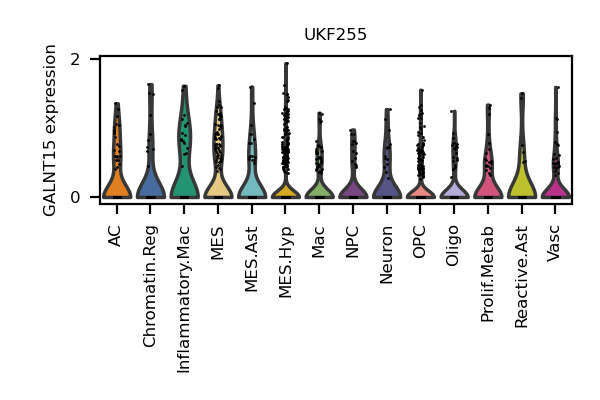 UKF255
GALNT15 expression
2
0
AC
Chromatin.Reg
Inflammatory.Mac
MES
MES.Ast
MES.Hyp
Mac
NPC
Neuron
OPC
Oligo
Prolif.Metab
Reactive.Ast
Vasc